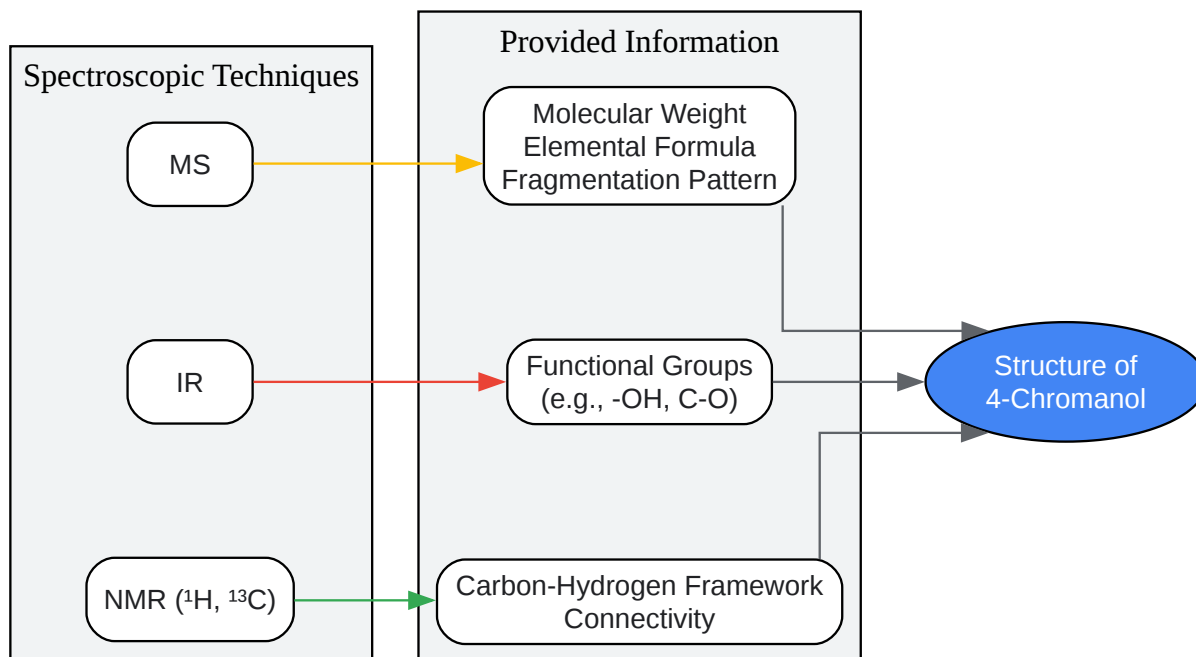 Spectroscopic Techniques
MS
IR
NMR (¹H, ¹³C)
Provided Information
Molecular Weight
Elemental Formula
Fragmentation Pattern
Functional Groups
(e.g., -OH, C-O)
Carbon-Hydrogen Framework
Connectivity
Structure of
4-Chromanol